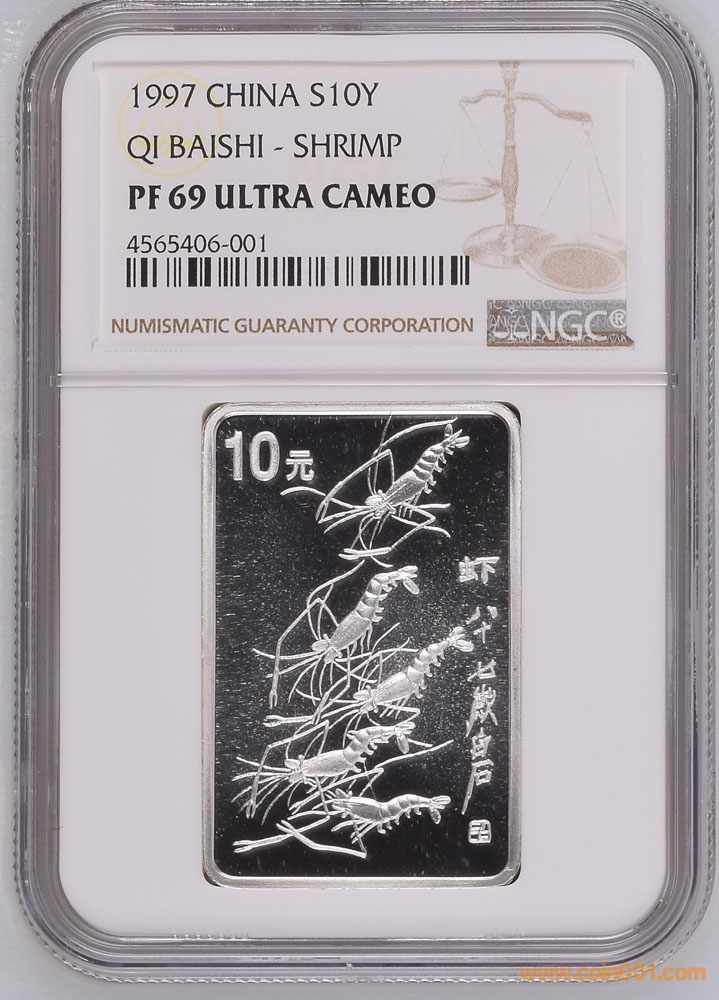 1997 CHINA S10Y
QI BAISHI - SHRIMP
PF 69 ULTRA CAMEO
4565406-001
NUMISMATIC GUARANTY CORPORATION
NGC®
10元
虾 八十七岁白石
www.coin001.com